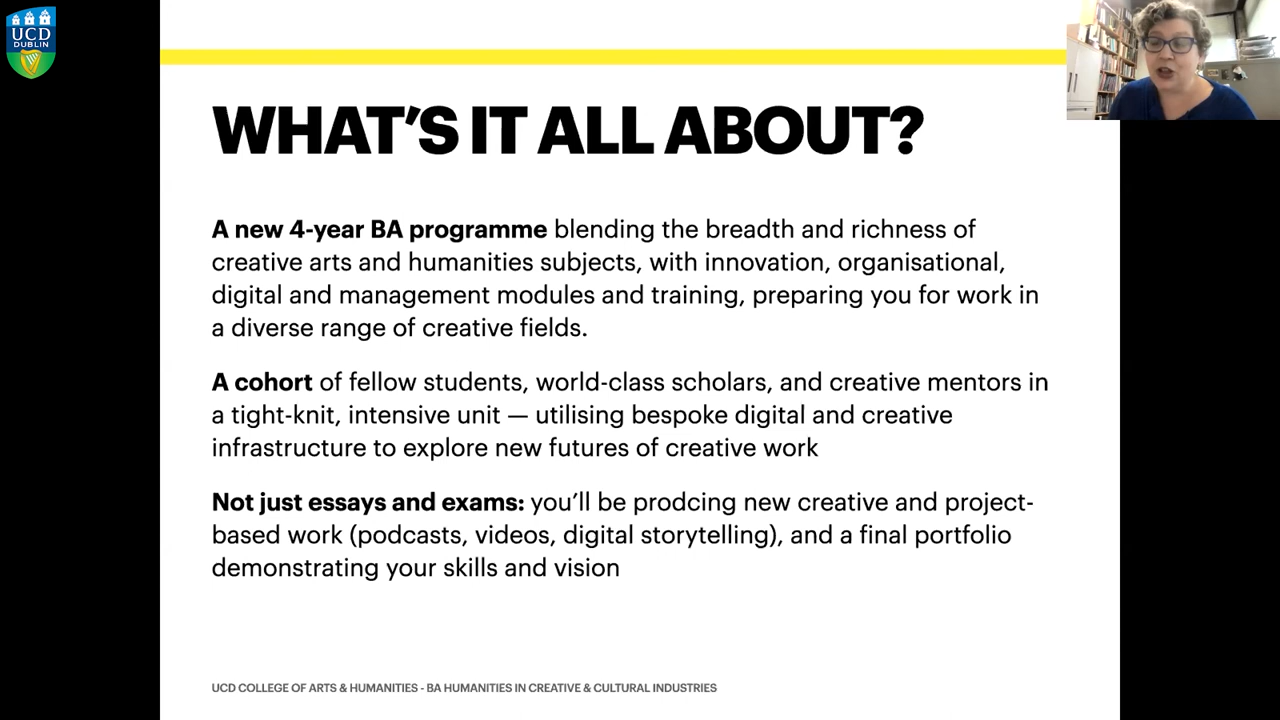 UCD
DUBLIN
WHAT'S IT ALL ABOUT?
A new 4-year BA programme blending the breadth and richness of
creative arts and humanities subjects, with innovation, organisational,
digital and management modules and training, preparing you for work in
a diverse range of creative fields.
A cohort of fellow students, world-class scholars, and creative mentors in
a tight-knit, intensive unit — utilising bespoke digital and creative
infrastructure to explore new futures of creative work
Not just essays and exams: you'll be prodcing new creative and project-
based work (podcasts, videos, digital storytelling), and a final portfolio
demonstrating your skills and vision
UCD COLLEGE OF ARTS & HUMANITIES - BA HUMANITIES IN CREATIVE & CULTURAL INDUSTRIES